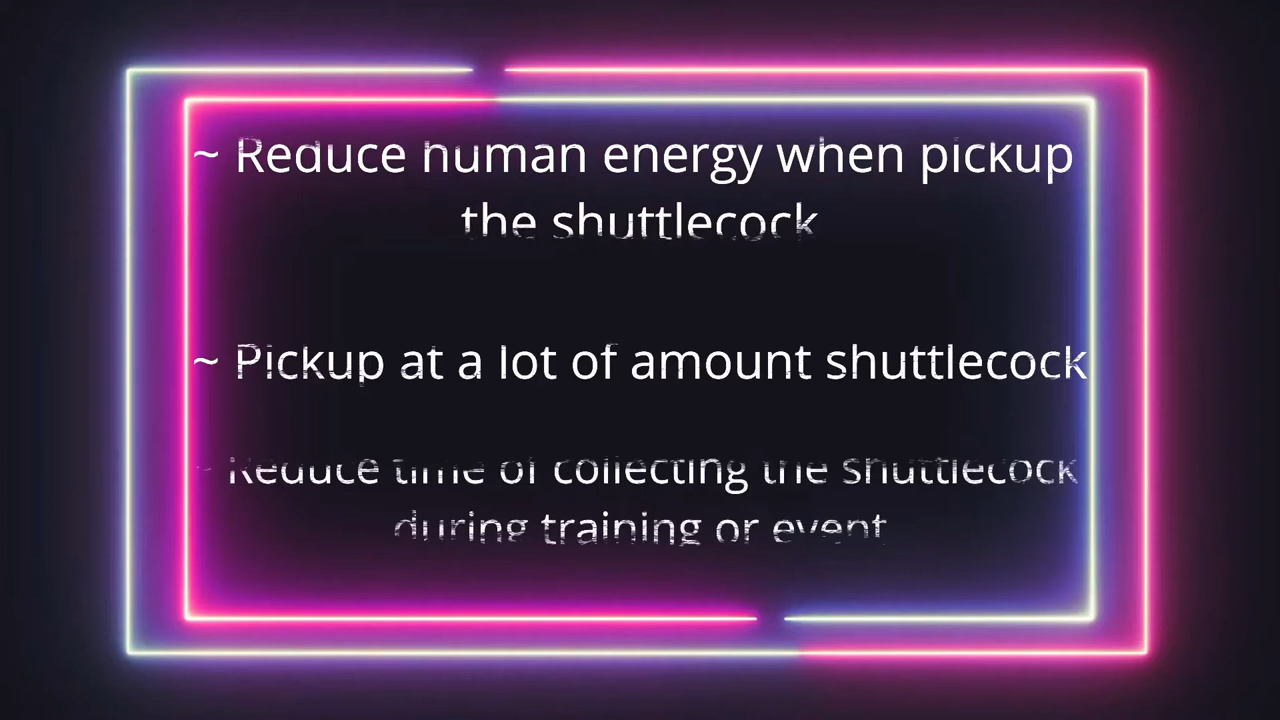 ~ Reduce human energy when pickup
the shuttlecock
~ Pickup at a lot of amount shuttlecock
~ Reduce time of collecting the shuttlecock
during training or event